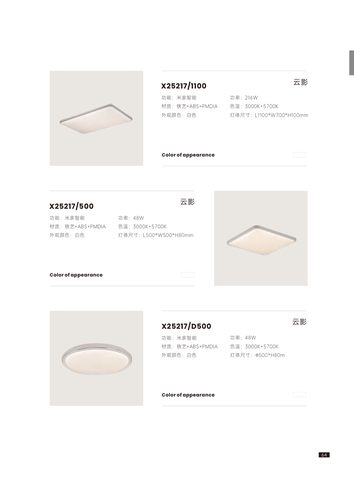 X25217/1100
云影
功能：米家智能
功率：216W
材质：铁艺+ABS+PMDIA
色温：3000K+5700K
外观颜色：白色
灯体尺寸：L1100*W700*H100mm
Color of appearance
X25217/500
云影
功能：米家智能
功率：48W
材质：铁艺+ABS+PMDIA
色温：3000K+5700K
外观颜色：白色
灯体尺寸：L500*W500*H80mm
Color of appearance
X25217/D500
云影
功能：米家智能
功率：48W
材质：铁艺+ABS+PMDIA
色温：3000K+5700K
外观颜色：白色
灯体尺寸：Φ500*H80m
Color of appearance
64